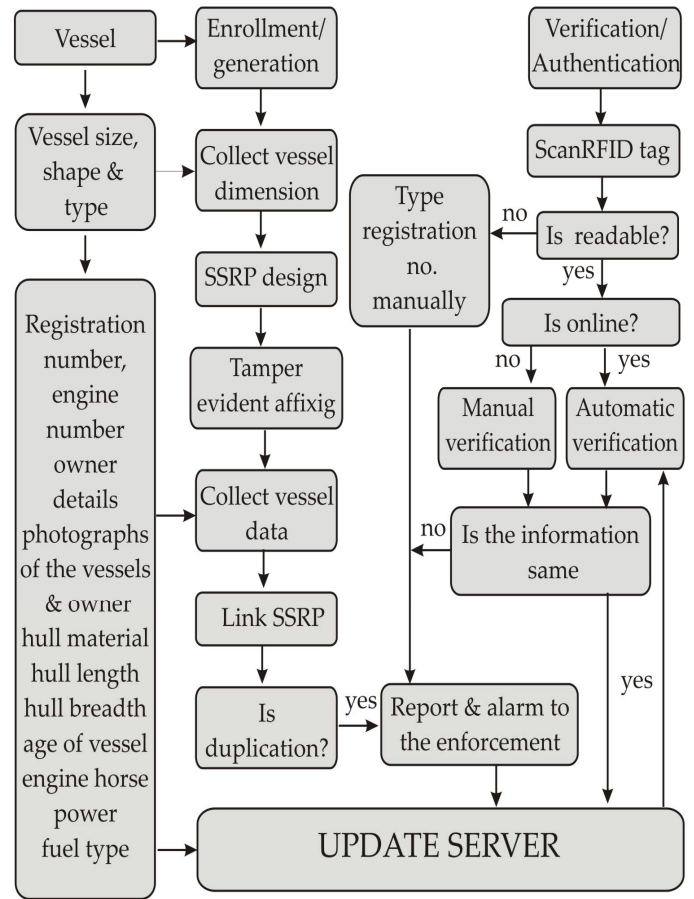 Vessel
Vessel size,
shape &
type
Registration
number,
engine
number
owner
details
photographs
of the vessels
& owner
hull material
hull length
hull breadth
age of vessel
engine horse
power
fuel type
Enrollment/
generation
Collect vessel
dimension
SSRP design
Tamper
evident affixig
Collect vessel
data
Link SSRP
Is
duplication?
yes
Report & alarm to
the enforcement
Verification/
Authentication
ScanRFID tag
Is readable?
no
Type
registration
no.
manually
yes
Is online?
no
yes
Manual
verification
Automatic
verification
Is the information
same
no
yes
UPDATE SERVER